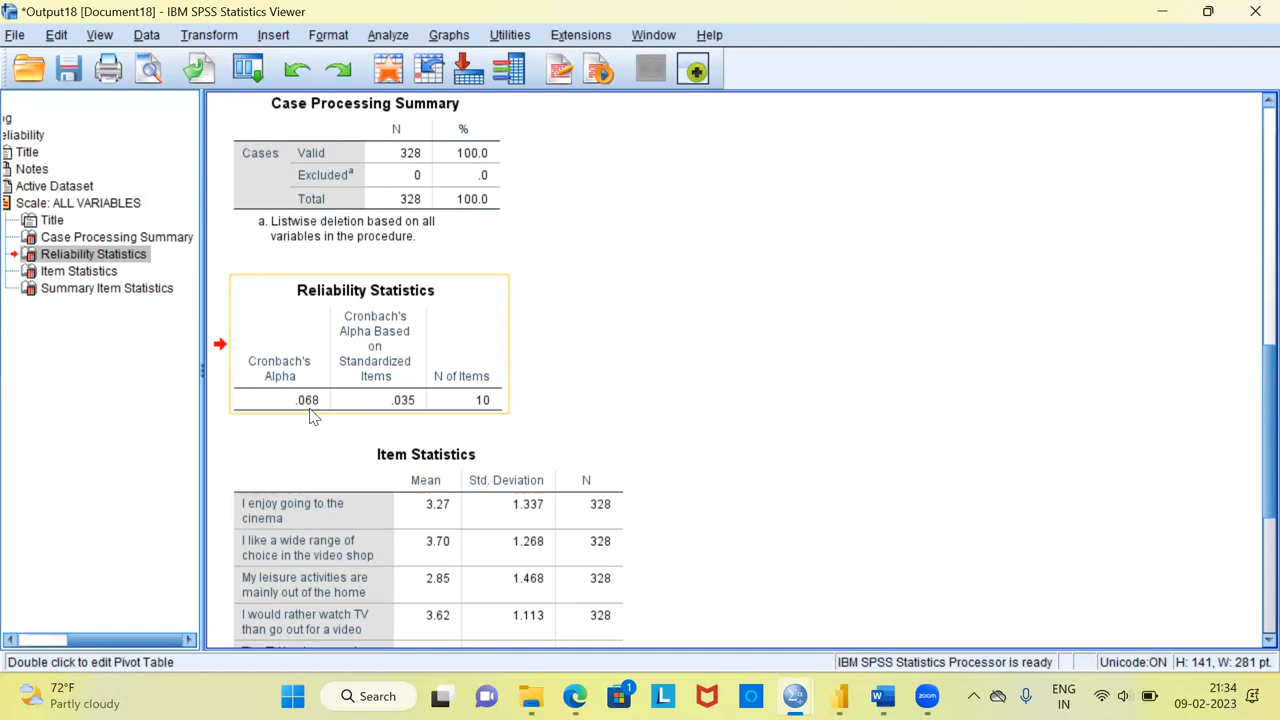 *Output18 [Document18] - IBM SPSS Statistics Viewer
File Edit View Data Transform Insert Format Analyze Graphs Utilities Extensions Window Help
og
eliability
Title
Notes
Active Dataset
Scale: ALL VARIABLES
Title
Case Processing Summary
Reliability Statistics
Item Statistics
Summary Item Statistics
Case Processing Summary
N %
Cases Valid 328 100.0
Excludedª 0 .0
Total 328 100.0
a. Listwise deletion based on all
variables in the procedure.
Reliability Statistics
Cronbach's
Alpha
Cronbach's
Alpha Based
on
Standardized
Items
N of Items
.068 .035 10
Item Statistics
Mean Std. Deviation N
I enjoy going to the
cinema
3.27 1.337 328
I like a wide range of
choice in the video shop
3.70 1.268 328
My leisure activities are
mainly out of the home
2.85 1.468 328
I would rather watch TV
than go out for a video
3.62 1.113 328
Double click to edit Pivot Table
IBM SPSS Statistics Processor is ready
Unicode:ON
H: 141, W: 281 pt.
72°F
Partly cloudy
Search
1
L
O
W
zoom
ENG
IN
21:34
09-02-2023